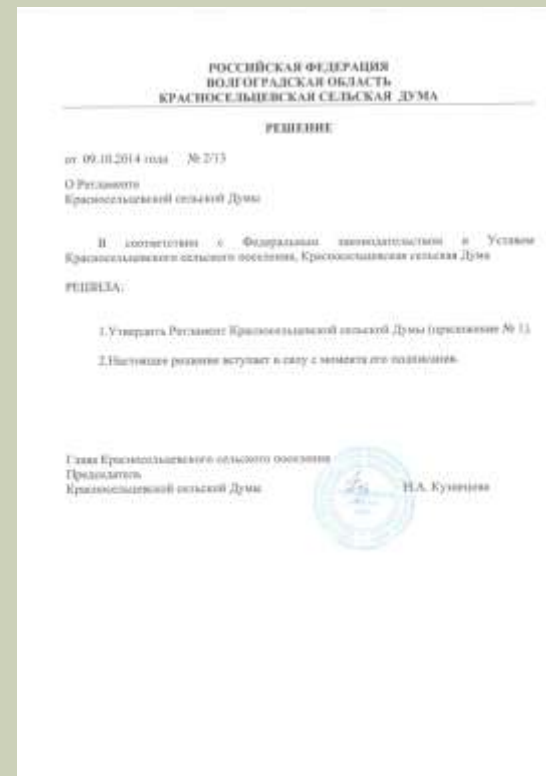 РОССИЙСКАЯ ФЕДЕРАЦИЯ
ВОЛГОГРАДСКАЯ ОБЛАСТЬ
КРАСНОСЕЛЬЦЕВСКАЯ СЕЛЬСКАЯ ДУМА
РЕШЕНИЕ
от 09.10.2014 года № 2/13
О Регламенте
Красносельцевской сельской Думы
В соответствии с Федеральным законодательством и Уставом
Красносельцевского сельского поселения, Красносельцевская сельская Дума
РЕШИЛА:
1.Утвердить Регламент Красносельцевской сельской Думы (приложение № 1).
2.Настоящее решение вступает в силу с момента его подписания.
Глава Красносельцевского сельского поселения
Председатель
Красносельцевской сельской Думы Н.А. Кузнецова